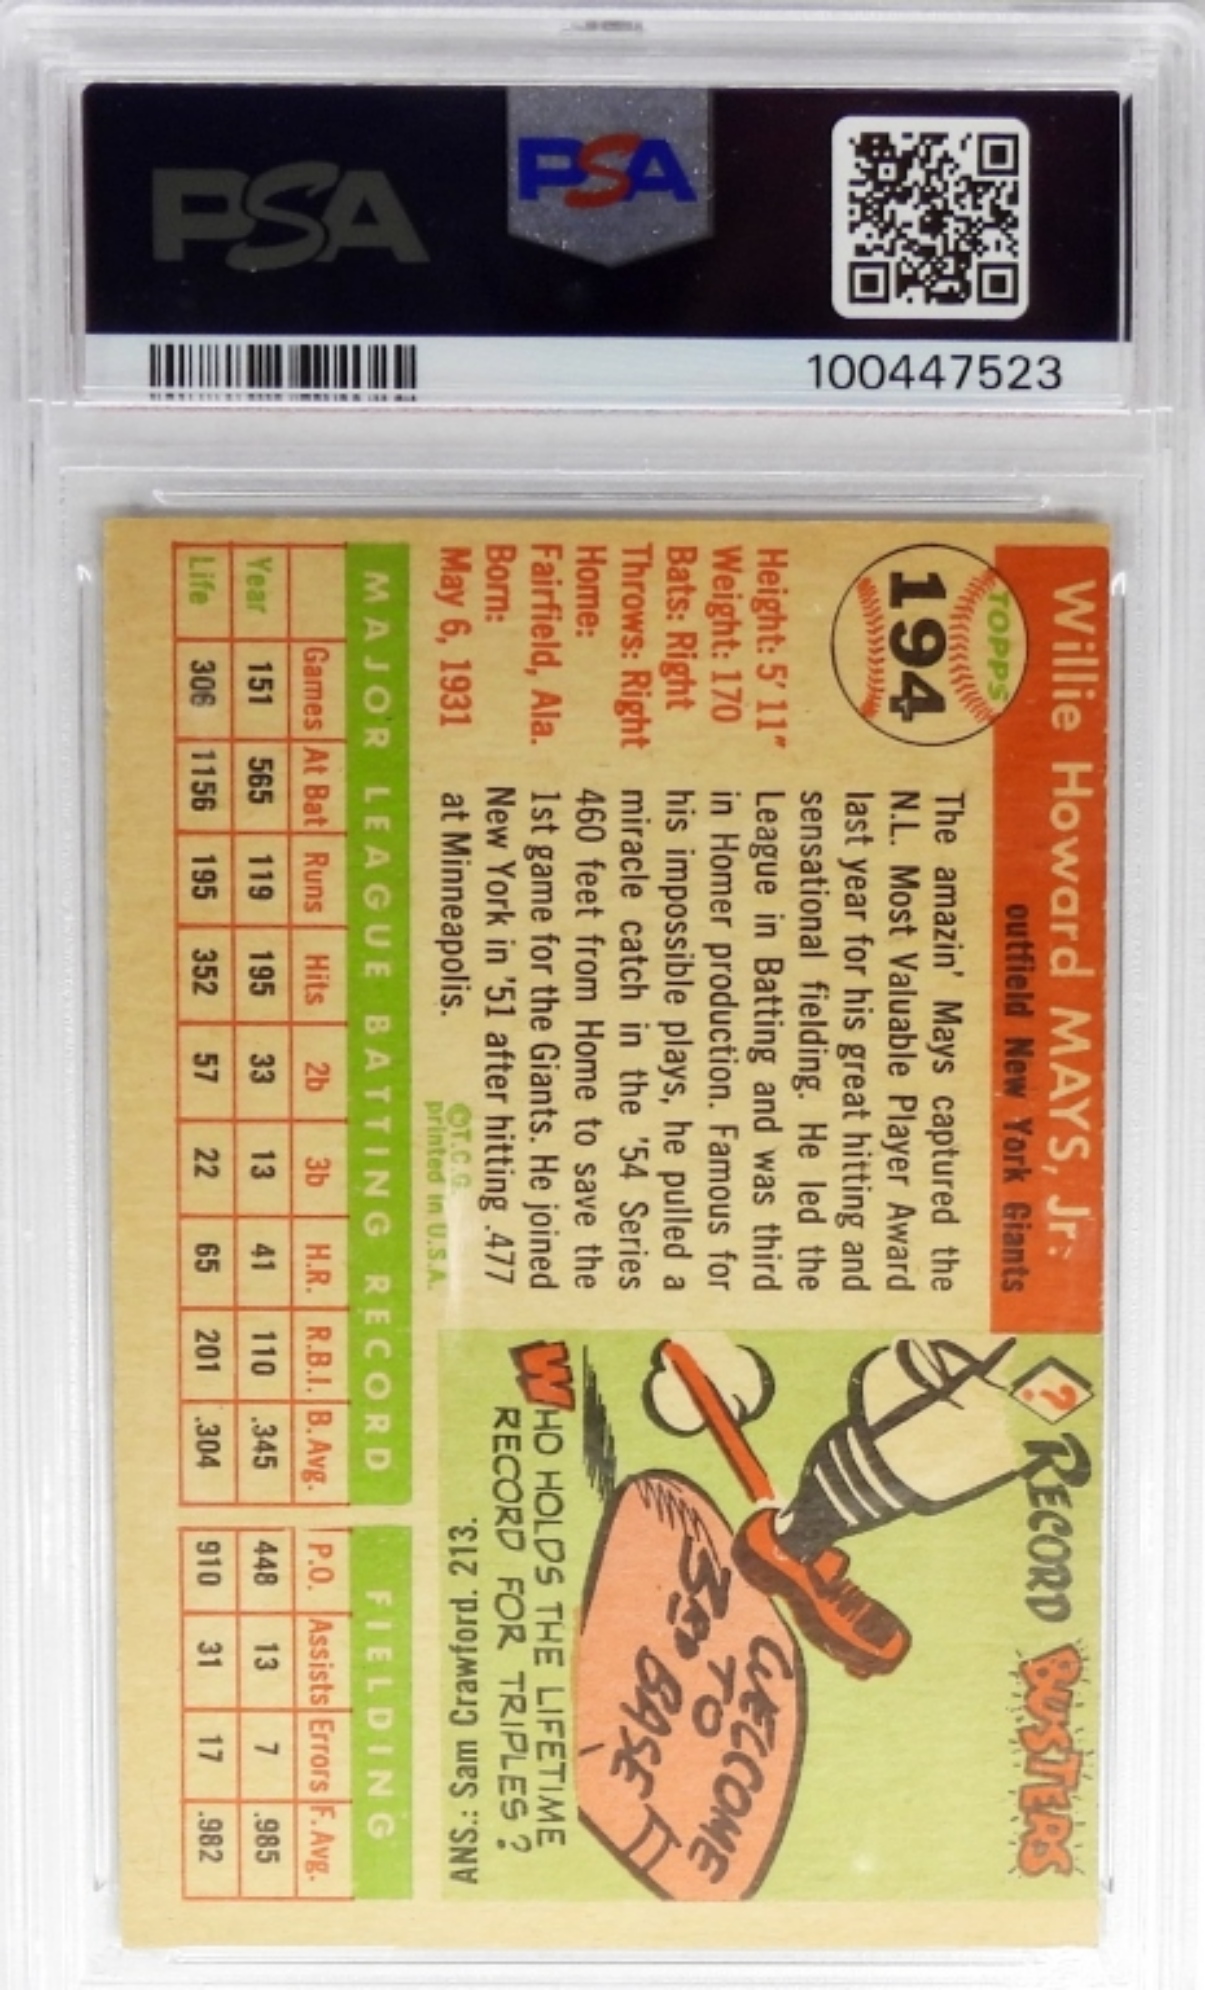 PSA
PSA
100447523
Willie Howard MAYS, Jr.
outfield New York Giants
TOPPS
194
Height: 5' 11"
Weight: 170
Bats: Right
Throws: Right
Home:
Fairfield, Ala.
Born:
May 6, 1931
The amazin' Mays captured the
N.L. Most Valuable Player Award
last year for his great hitting and
sensational fielding. He led the
League in Batting and was third
in Homer production. Famous for
his impossible plays, he pulled a
miracle catch in the '54 Series
460 feet from Home to save the
1st game for the Giants. He joined
New York in '51 after hitting .477
at Minneapolis.
©T.C.G.
printed in U.S.A.
?
RECORD BUSTERS
WELCOME
TO
3RD BASE
WHO HOLDS THE LIFETIME
RECORD FOR TRIPLES?
ANS.: Sam Crawford. 213.
MAJOR LEAGUE BATTING RECORD FIELDING
Games At Bat Runs Hits 2b 3b H.R. R.B.I. B. Avg. P.O. Assists Errors F. Avg.
Year 151 565 119 195 33 13 41 110 .345 448 13 7 .985
Life 306 1156 195 352 57 22 65 201 .304 910 31 17 .982